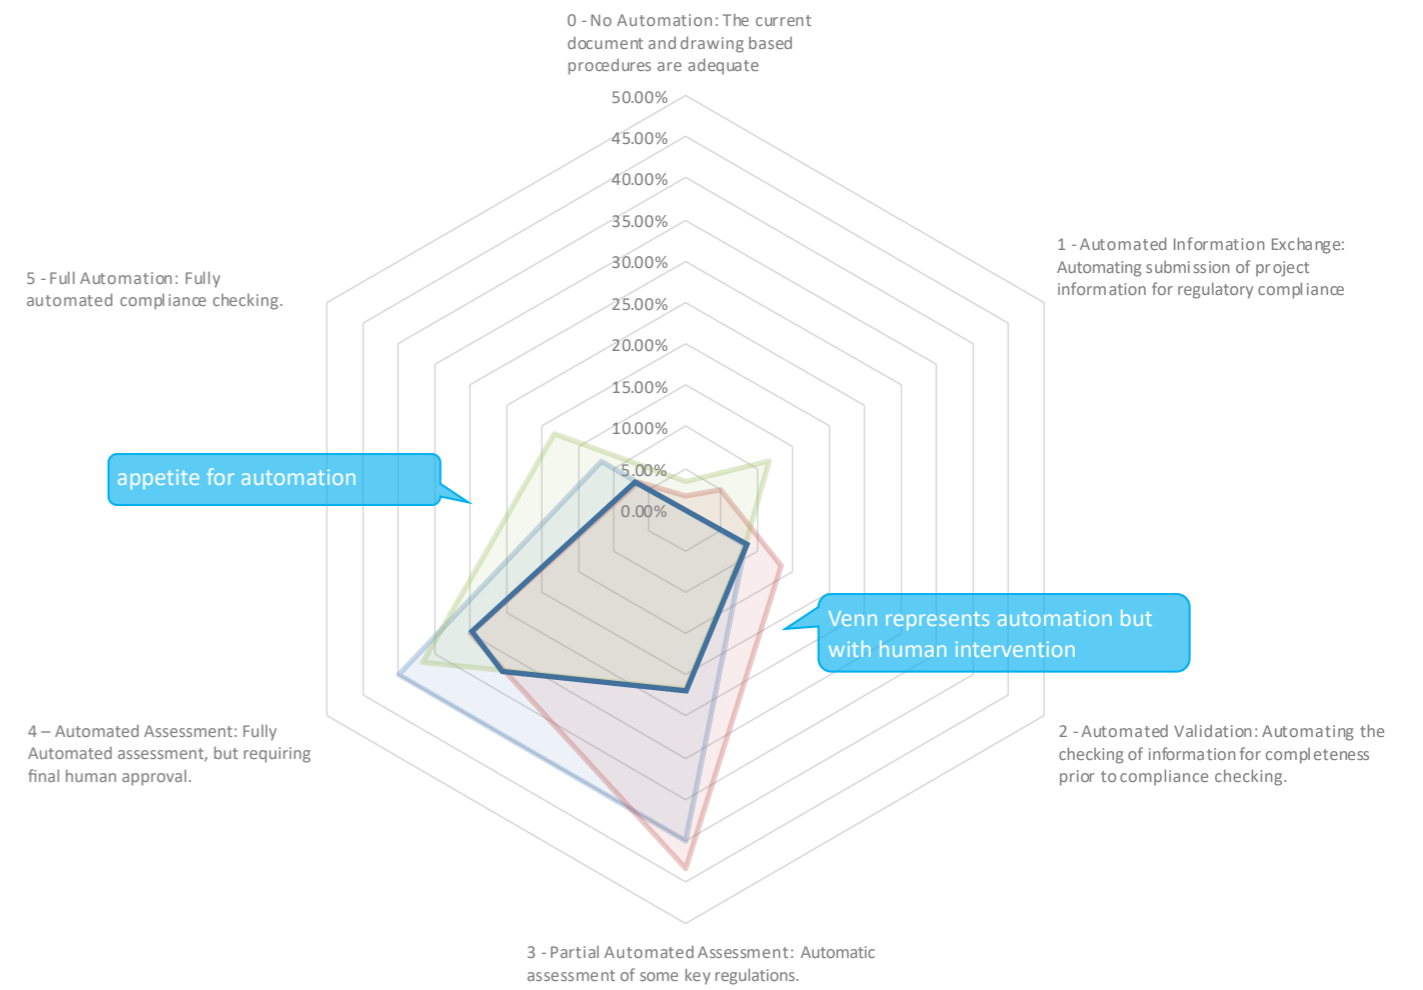 0 - No Automation: The current
document and drawing based
procedures are adequate
50.00%
45.00%
40.00%
35.00%
30.00%
25.00%
20.00%
15.00%
10.00%
5.00%
0.00%
1 - Automated Information Exchange:
Automating submission of project
information for regulatory compliance
5 - Full Automation: Fully
automated compliance checking.
appetite for automation
Venn represents automation but
with human intervention
4 – Automated Assessment: Fully
Automated assessment, but requiring
final human approval.
2 - Automated Validation: Automating the
checking of information for completeness
prior to compliance checking.
3 - Partial Automated Assessment: Automatic
assessment of some key regulations.